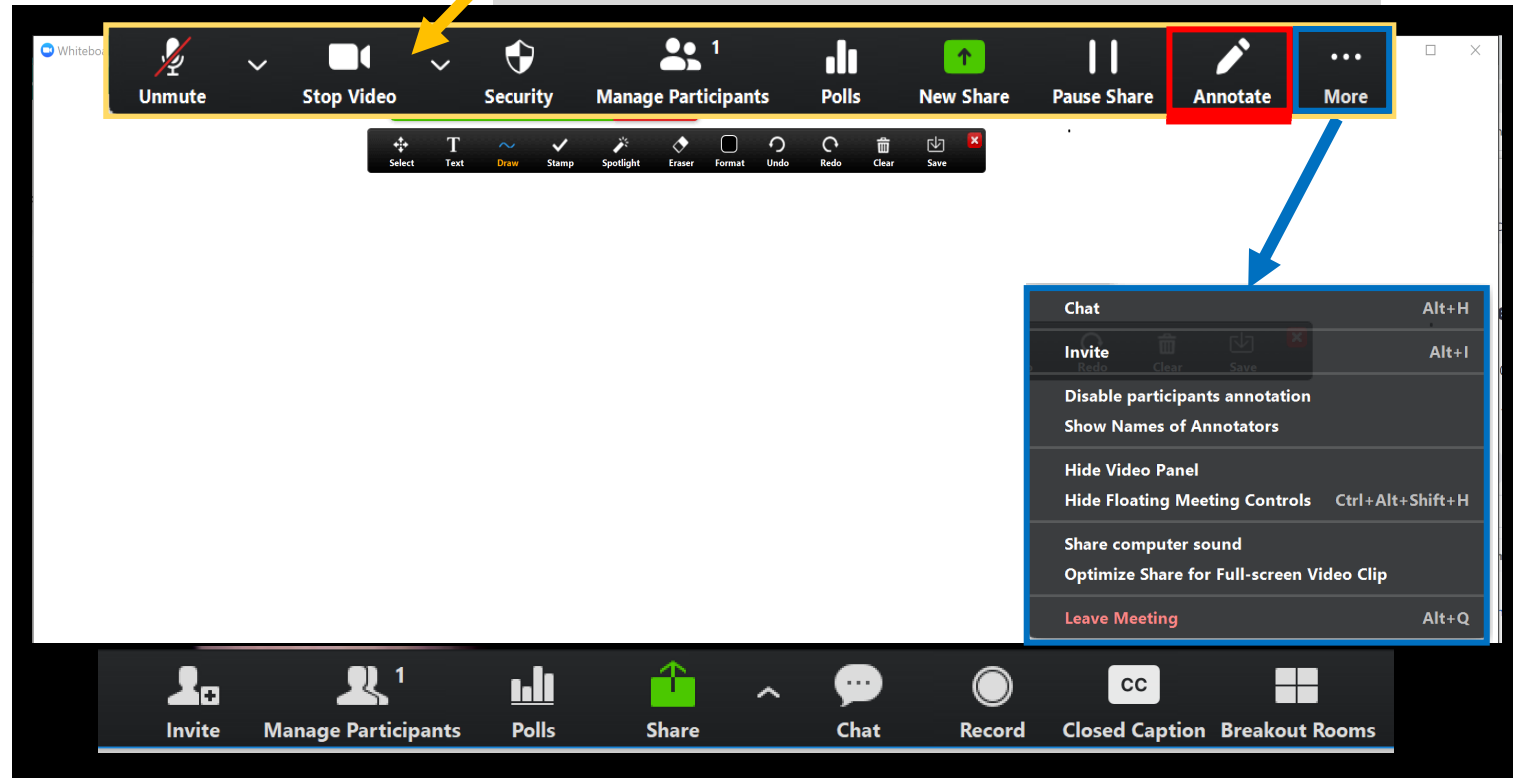 Whitebo
1
Unmute Stop Video Security Manage Participants Polls New Share Pause Share Annotate More
Select Text Draw Stamp Spotlight Eraser Format Undo Redo Clear Save
Chat Alt+H
Invite Alt+I
Redo Clear Save
Disable participants annotation
Show Names of Annotators
Hide Video Panel
Hide Floating Meeting Controls Ctrl+Alt+Shift+H
Share computer sound
Optimize Share for Full-screen Video Clip
Leave Meeting Alt+Q
1 CC
Invite Manage Participants Polls Share Chat Record Closed Caption Breakout Rooms